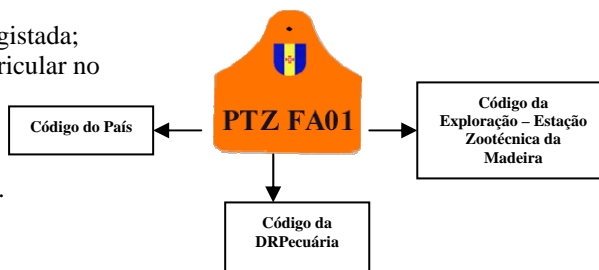 gistada;
ricular no
PTZ FA01
Código do País
Código da
Exploração – Estação
Zootécnica da
Madeira
.
Código da
DRPecuária